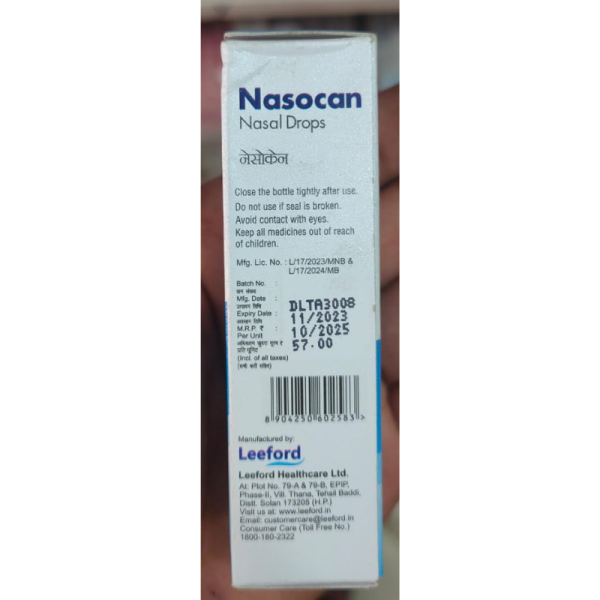 Nasocan
Nasal Drops
नेसोकेन
Close the bottle tightly after use.
Do not use if seal is broken.
Avoid contact with eyes.
Keep all medicines out of reach
of children.
Mfg. Lic. No. : L/17/2023/MNB &
L/17/2024/MB
Batch No. :
DLTA3008
Mfg. Date :
11/2023
Expiry Date :
10/2025
M.R.P. ₹ :
57.00
Per Unit
(Incl. of all taxes)
8 904250 602583 >
Manufactured by:
Leeford
Leeford Healthcare Ltd.
At: Plot No. 79-A & 79-B, EPIP,
Phase-II, Vill. Thana, Tehsil Baddi,
Distt. Solan 173205 (H.P.)
Visit us at: www.leeford.in
Email: customercare@leeford.in
Consumer Care (Toll Free No.)
1800-180-2322